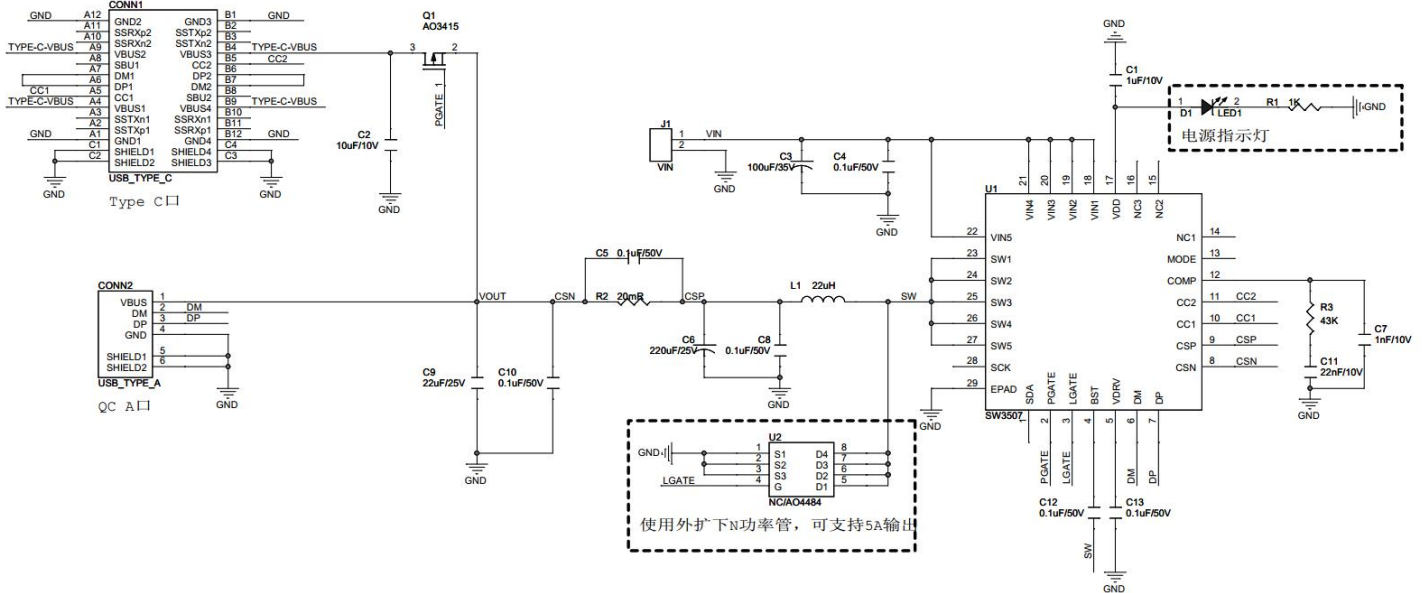 CONN1
GND A12 GND2 GND3 B1 GND
A11 SSRXp2 SSTXp2 B2
A10 SSRXn2 SSTXn2 B3
TYPE-C-VBUS A9 VBUS2 VBUS3 B4 TYPE-C-VBUS
A8 SBU1 CC2 B5 CC2
A7 DM1 DP2 B6
A6 DP1 DM2 B7
CC1 A5 CC1 SBU2 B8
TYPE-C-VBUS A4 VBUS1 VBUS4 B9 TYPE-C-VBUS
A3 SSTXn1 SSRXn1 B10
A2 SSTXp1 SSRXp1 B11
GND A1 GND1 GND4 B12 GND
C1 SHIELD1 SHIELD4 C4
C2 SHIELD2 SHIELD3 C3
USB_TYPE_C
GND
GND
Type C口
Q1
AO3415
3 2
1
PGATE
C2
10uF/10V
GND
GND
C1
1uF/10V
1 2 R1 1K GND
D1 LED1
电源指示灯
J1
1 VIN
2
VIN
GND
C3
100uF/35V
C4
0.1uF/50V
GND
CONN2
VBUS 1
DM 2 DM
DP 3 DP
GND 4
SHIELD1 5
SHIELD2 6
USB_TYPE_A
GND
QC A口
VOUT
CSN
C5 0.1uF/50V
R2 20mR
CSP
L1 22uH
SW
C6
220uF/25V
C8
0.1uF/50V
GND
C9
22uF/25V
C10
0.1uF/50V
GND
U2
GND 1 S1 D4 8
2 S2 D3 7
3 S3 D2 6
LGATE 4 G D1 5
NC/AO4484
使用外扩下N功率管，可支持5A输出
U1
21 20 19 18 17 16 15
VIN4 VIN3 VIN2 VIN1 VDD NC3 NC2
22 VIN5 NC1 14
23 SW1 MODE 13
24 SW2 COMP 12
25 SW3 CC2 11 CC2
26 SW4 CC1 10 CC1
27 SW5 CSP 9 CSP
28 SCK CSN 8 CSN
29 EPAD
SDA PGATE LGATE BST VDRV DM DP
SW3507
1 2 3 4 5 6 7
PGATE LGATE DM DP
GND
R3
43K
C7
1nF/10V
C11
22nF/10V
GND
C12
0.1uF/50V
C13
0.1uF/50V
SW
GND